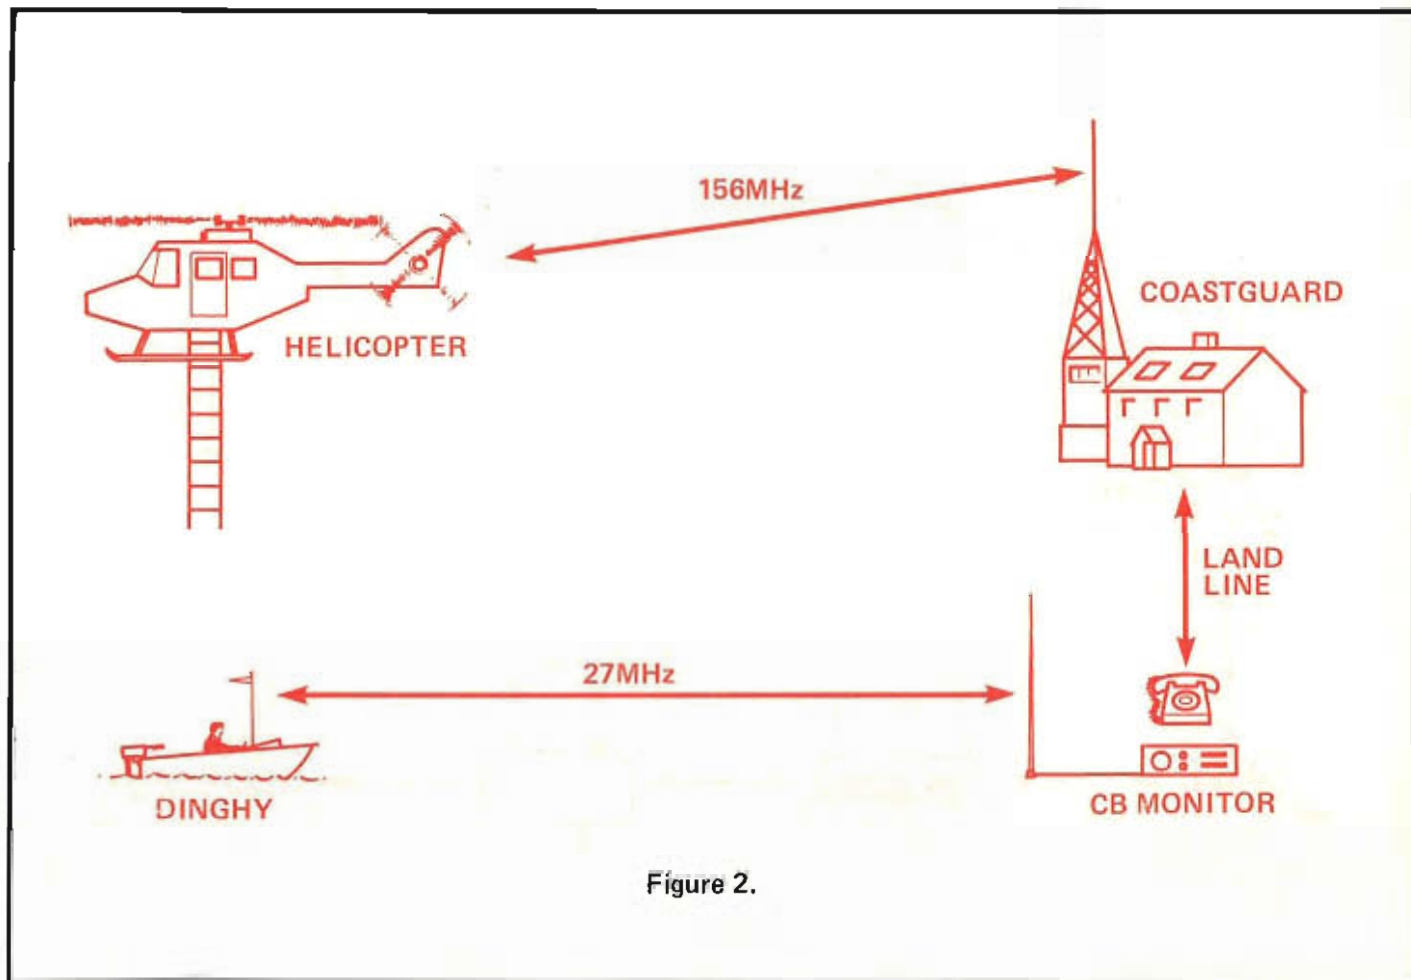 156MHz
COASTGUARD
HELICOPTER
LAND
LINE
27MHz
DINGHY
CB MONITOR
Figure 2.